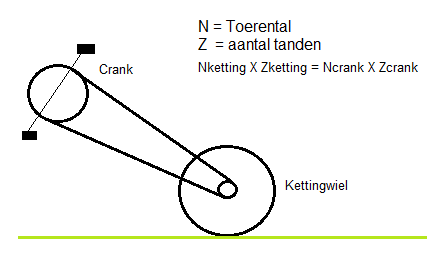 N = Toerental
Z = aantal tanden
Nketting X Zketting = Ncrank X Zcrank
Crank
Kettingwiel